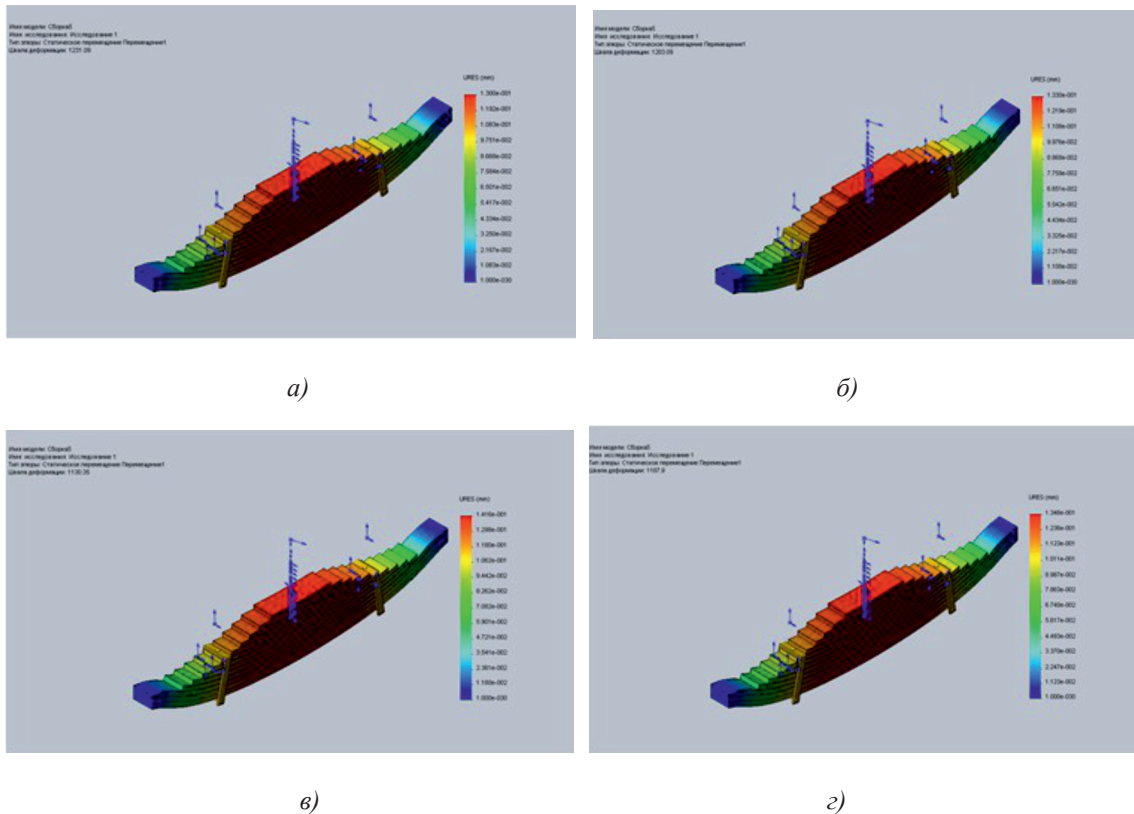 Имя модели: Сборка5
Имя исследования: Исследование 1
Тип эпюры: Статическое перемещение Перемещение1
Шкала деформации: 1231.09
URES (mm)
1.300e-001
1.192e-001
1.083e-001
9.751e-002
8.668e-002
7.584e-002
6.501e-002
5.417e-002
4.334e-002
3.250e-002
2.167e-002
1.083e-002
1.000e-030
а)
Имя модели: Сборка5
Имя исследования: Исследование 1
Тип эпюры: Статическое перемещение Перемещение1
Шкала деформации: 1203.09
URES (mm)
1.330e-001
1.219e-001
1.108e-001
9.976e-002
8.868e-002
7.759e-002
6.651e-002
5.542e-002
4.434e-002
3.325e-002
2.217e-002
1.108e-002
1.000e-030
б)
Имя модели: Сборка5
Имя исследования: Исследование 1
Тип эпюры: Статическое перемещение Перемещение1
Шкала деформации: 1130.35
URES (mm)
1.416e-001
1.298e-001
1.180e-001
1.062e-001
9.442e-002
8.262e-002
7.082e-002
5.901e-002
4.721e-002
3.541e-002
2.361e-002
1.180e-002
1.000e-030
в)
Имя модели: Сборка5
Имя исследования: Исследование 1
Тип эпюры: Статическое перемещение Перемещение1
Шкала деформации: 1187.9
URES (mm)
1.348e-001
1.236e-001
1.123e-001
1.011e-001
8.987e-002
7.863e-002
6.740e-002
5.617e-002
4.493e-002
3.370e-002
2.247e-002
1.123e-002
1.000e-030
г)